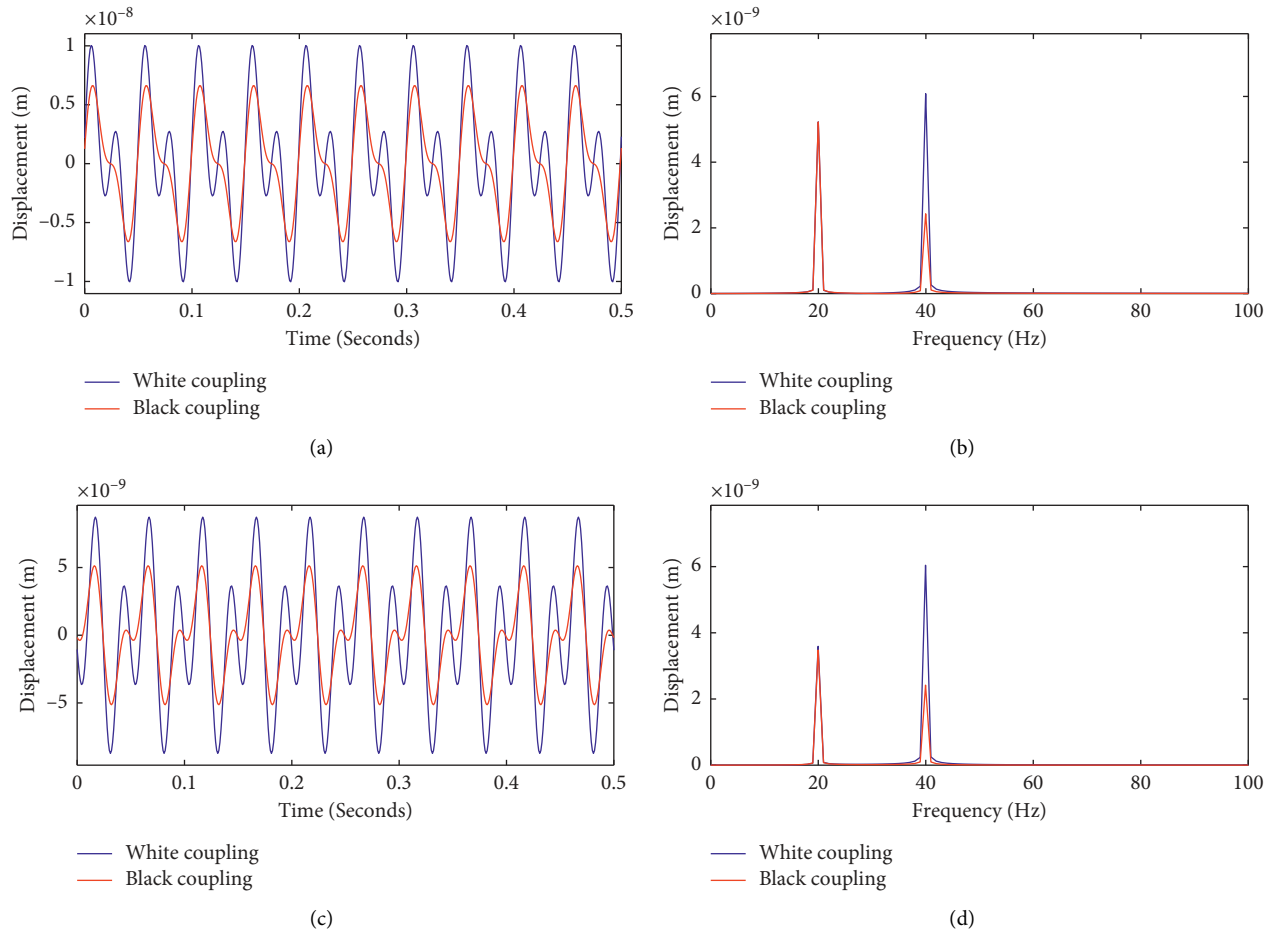 ×10⁻⁸
1
0.5
0
−0.5
−1
Displacement (m)
0 0.1 0.2 0.3 0.4 0.5
Time (Seconds)
White coupling
Black coupling
(a)
×10⁻⁹
6
4
2
0
Displacement (m)
0 20 40 60 80 100
Frequency (Hz)
White coupling
Black coupling
(b)
×10⁻⁹
5
0
−5
Displacement (m)
0 0.1 0.2 0.3 0.4 0.5
Time (Seconds)
White coupling
Black coupling
(c)
×10⁻⁹
6
4
2
0
Displacement (m)
0 20 40 60 80 100
Frequency (Hz)
White coupling
Black coupling
(d)